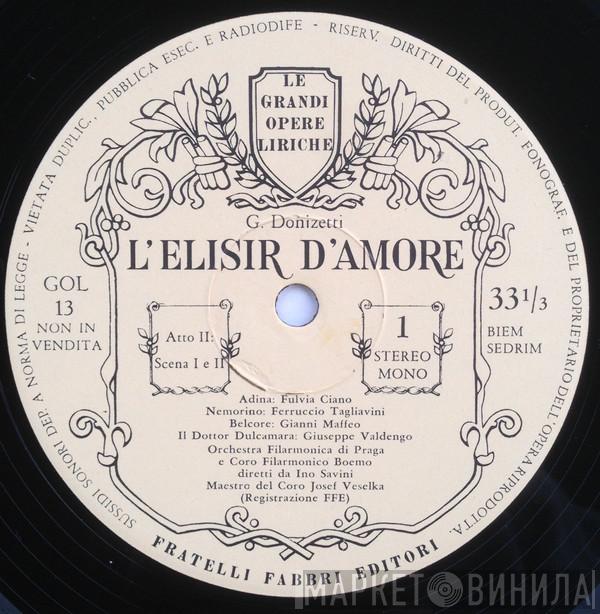 SUSSIDI SONORI DEP. A NORMA DI LEGGE - VIETATA DUPLIC., PUBBLICA ESEC. E RADIODIFF - RISERV. DIRITTI DEL PRODUT. FONOGRAF. E DEL PROPRIETARIO DELL'OPERA RIPRODOTTA.
LE
GRANDI
OPERE
LIRICHE
G. Donizetti
L'ELISIR D'AMORE
GOL
13
NON IN
VENDITA
Atto II:
Scena I e II
1
STEREO
MONO
33 1/3
BIEM
SEDRIM
Adina: Fulvia Ciano
Nemorino: Ferruccio Tagliavini
Belcore: Gianni Maffeo
Il Dottor Dulcamara: Giuseppe Valdengo
Orchestra Filarmonica di Praga
e Coro Filarmonico Boemo
diretti da Ino Savini
Maestro del Coro Josef Veselka
(Registrazione FFE)
FRATELLI FABBRI EDITORI
МАРКЕТ ВИНИЛА